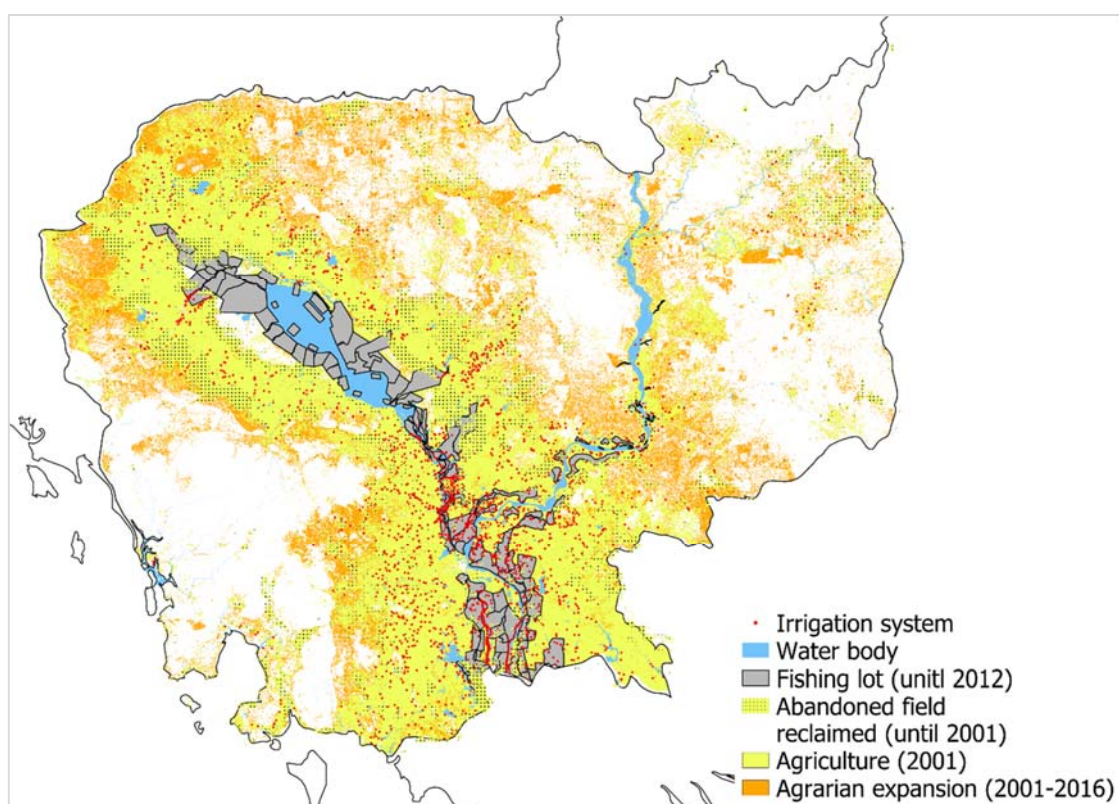 Irrigation system
Water body
Fishing lot (unitl 2012)
Abandoned field
reclaimed (until 2001)
Agriculture (2001)
Agrarian expansion (2001-2016)